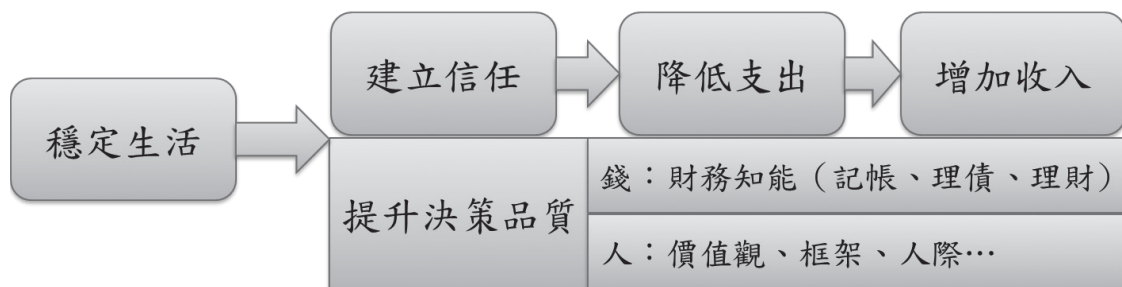 穩定生活
建立信任
降低支出
增加收入
提升決策品質
錢：財務知能（記帳、理債、理財）
人：價值觀、框架、人際…